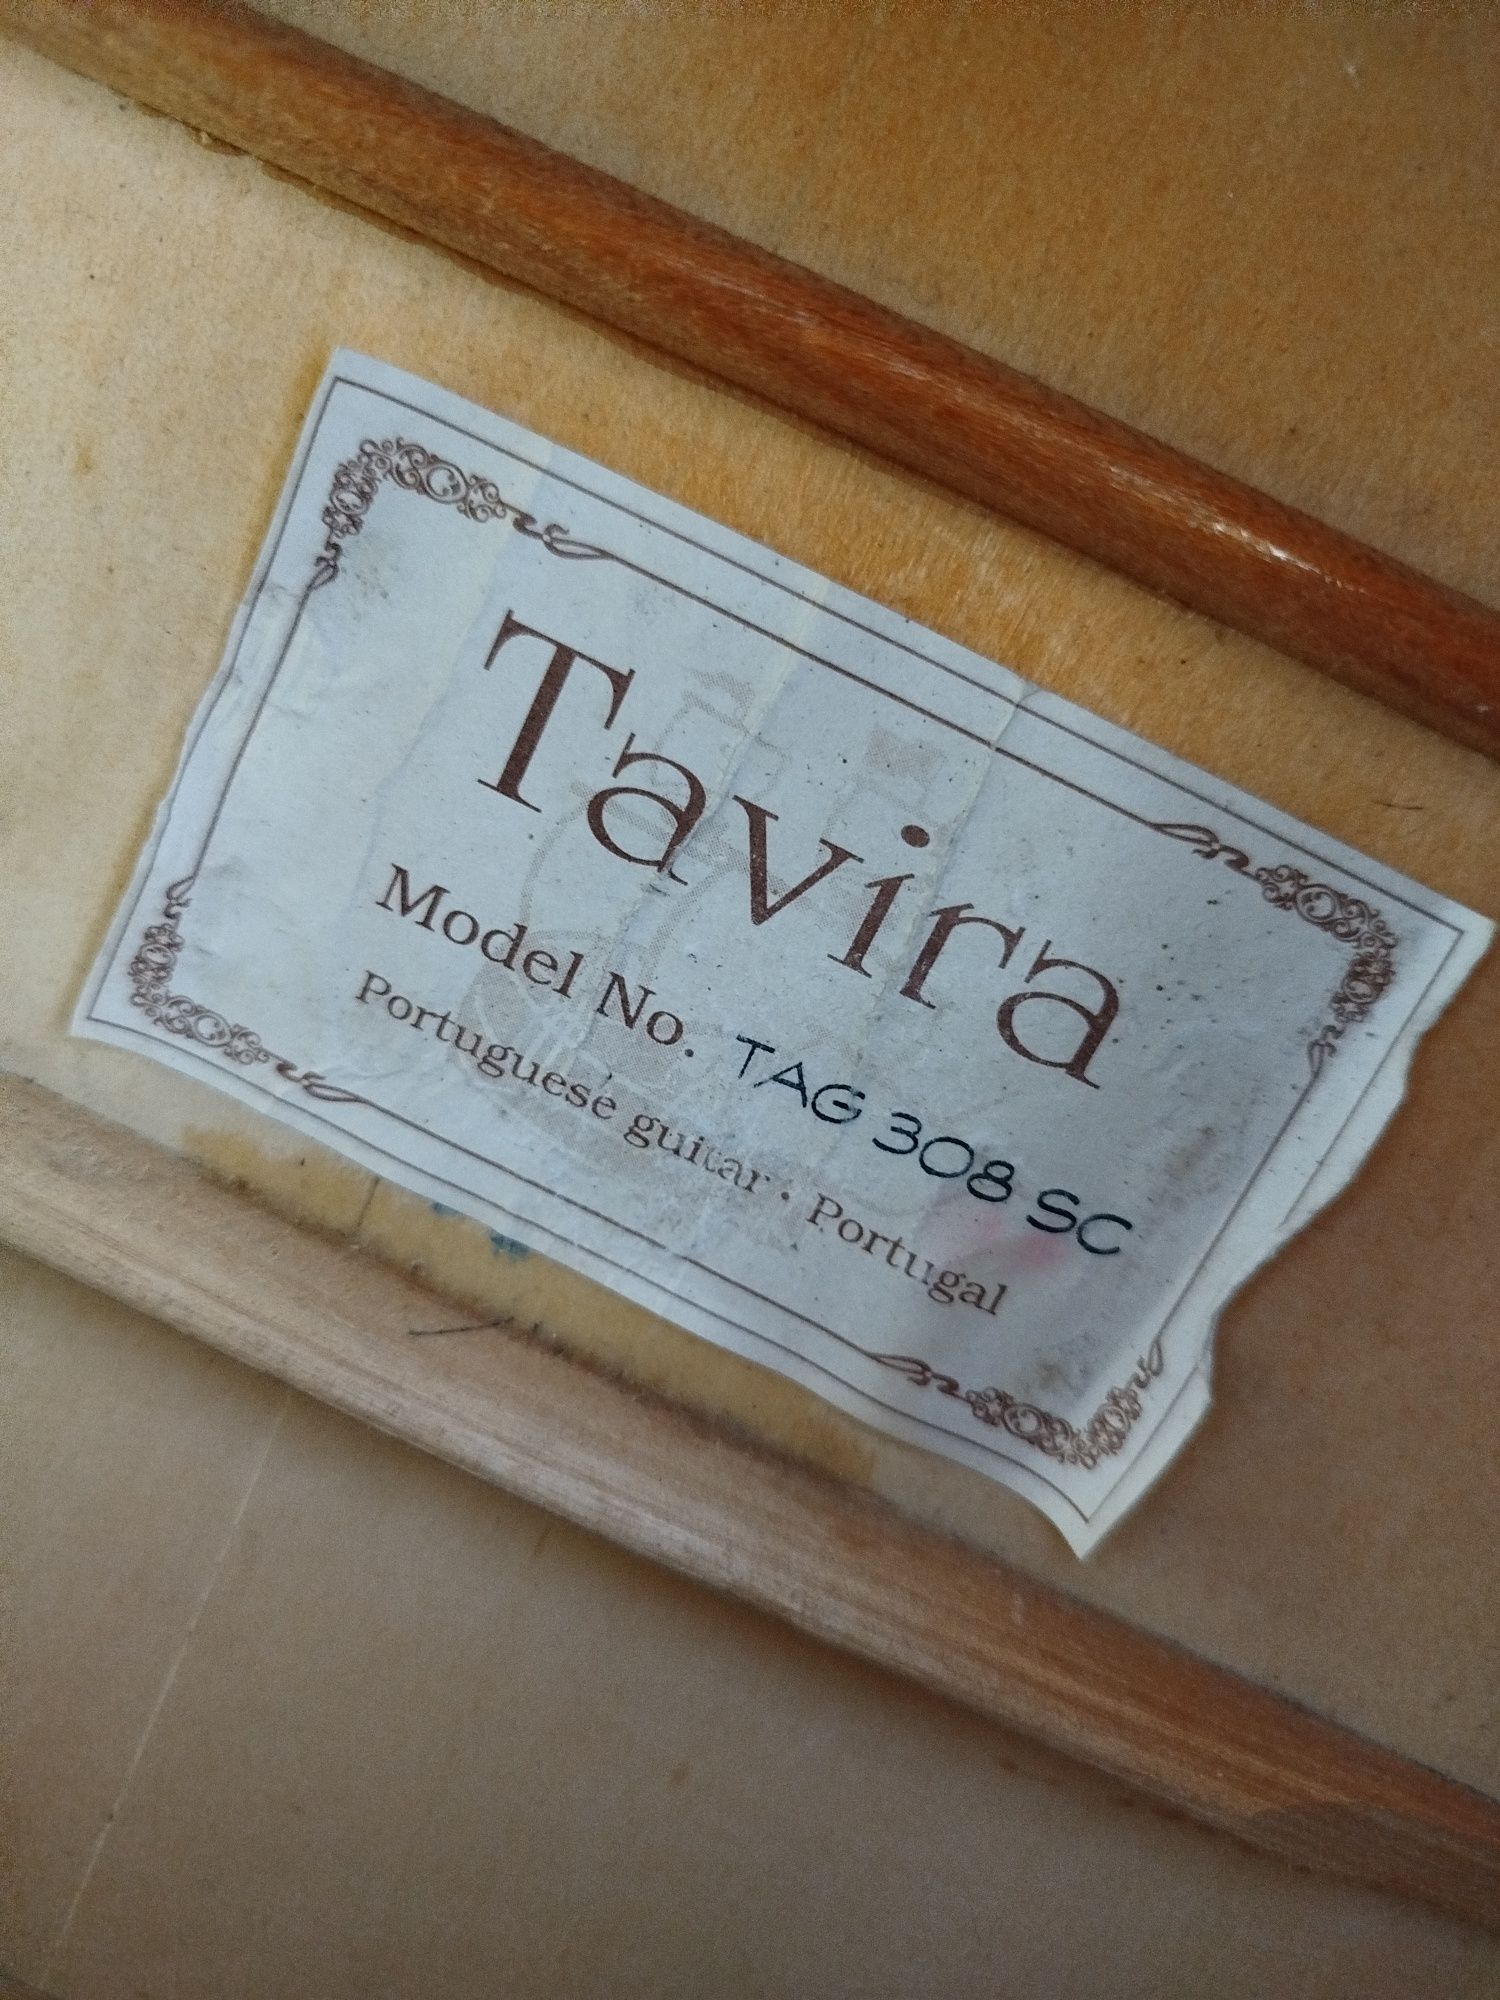 Tavira
Model No. TAG 308 SC
Portuguese guitar · Portugal